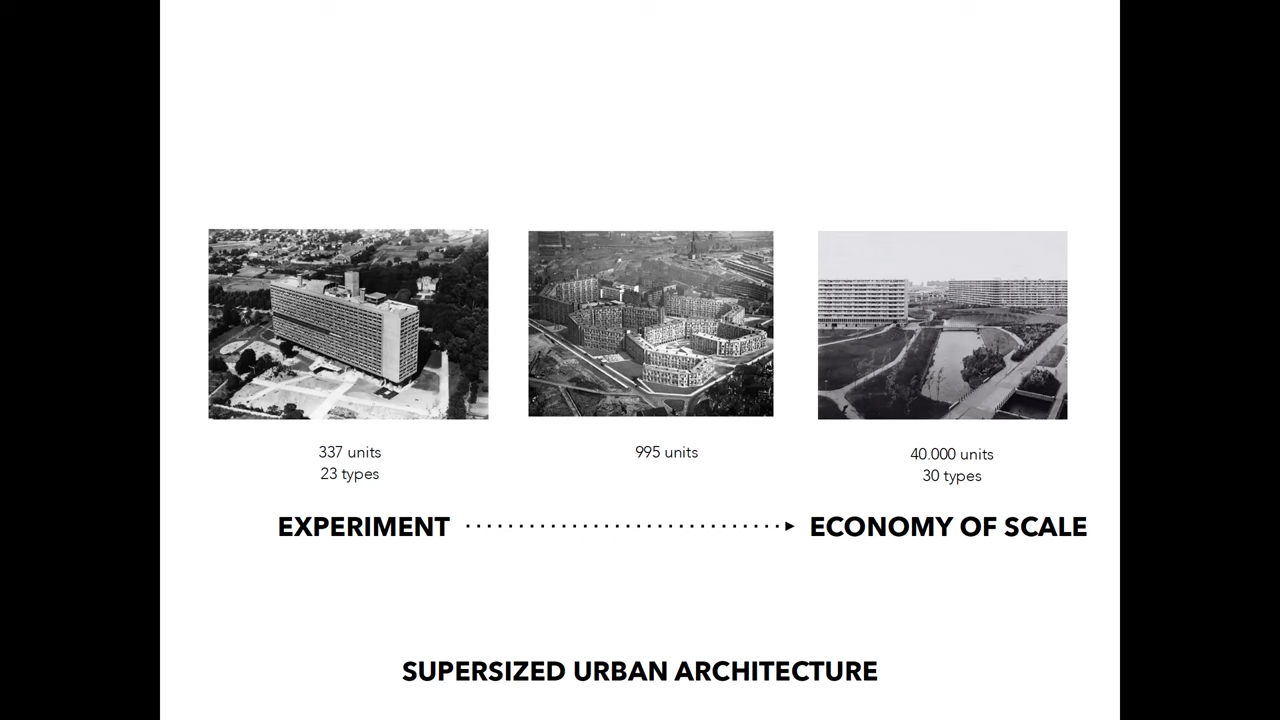 337 units
23 types
995 units
40.000 units
30 types
EXPERIMENT
ECONOMY OF SCALE
SUPERSIZED URBAN ARCHITECTURE